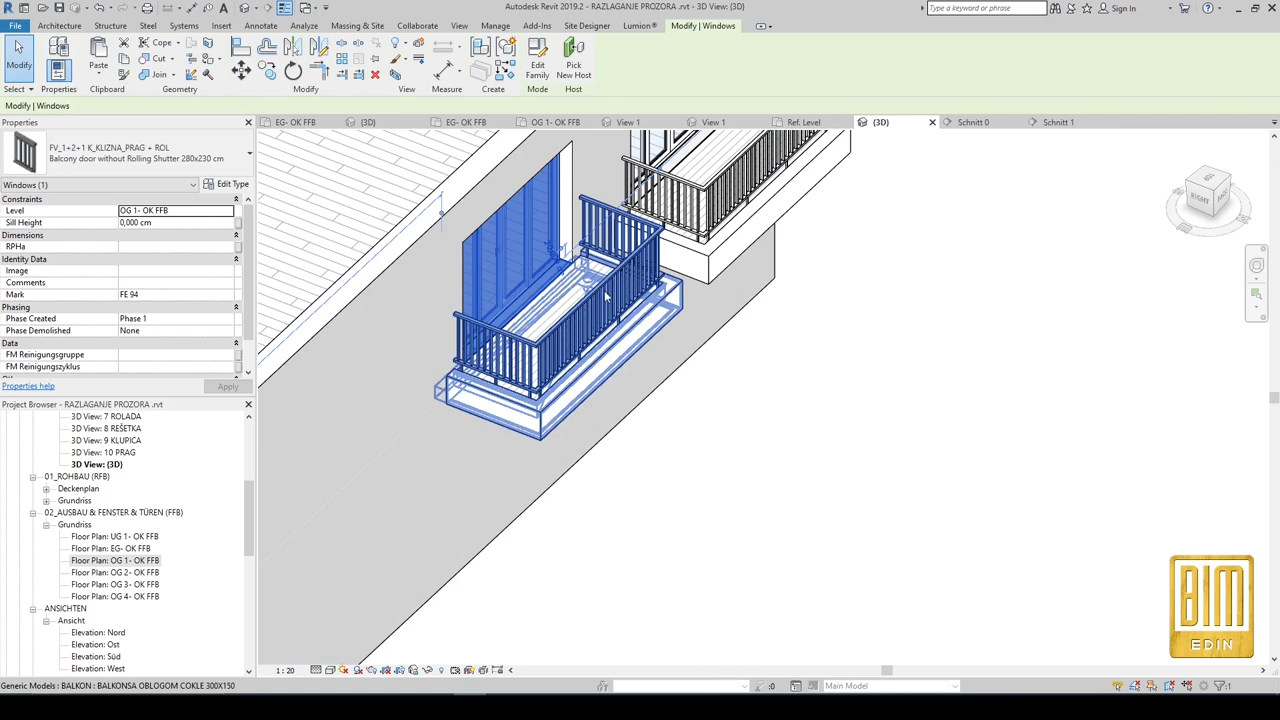 Autodesk Revit 2019.2 - RAZLAGANJE PROZORA .rvt - 3D View: {3D}
Type a keyword or phrase
Sign In
File Architecture Structure Steel Systems Insert Annotate Analyze Massing & Site Collaborate View Manage Add-Ins Site Designer Lumion® Modify | Windows
Modify
Paste
Cope
Cut
Join
Edit
Family
Pick
New Host
Select Properties Clipboard Geometry Modify View Measure Create Mode Host
Modify | Windows
Properties
EG- OK FFB {3D} EG- OK FFB OG 1- OK FFB View 1 View 1 Ref. Level {3D} Schnitt 0 Schnitt 1
FV_1+2+1 K_KLIZNA_PRAG + ROL
Balcony door without Rolling Shutter 280x230 cm
Windows (1) Edit Type
Constraints
Level OG 1- OK FFB
Sill Height 0,000 cm
Dimensions
RPHa
Identity Data
Image
Comments
Mark FE 94
Phasing
Phase Created Phase 1
Phase Demolished None
Data
FM Reinigungsgruppe
FM Reinigungszyklus
Properties help Apply
Project Browser - RAZLAGANJE PROZORA .rvt
3D View: 7 ROLADA
3D View: 8 REŠETKA
3D View: 9 KLUPICA
3D View: 10 PRAG
3D View: {3D}
01_ROHBAU (RFB)
Deckenplan
Grundriss
02_AUSBAU & FENSTER & TÜREN (FFB)
Grundriss
Floor Plan: UG 1- OK FFB
Floor Plan: EG- OK FFB
Floor Plan: OG 1- OK FFB
Floor Plan: OG 2- OK FFB
Floor Plan: OG 3- OK FFB
Floor Plan: OG 4- OK FFB
ANSICHTEN
Ansicht
Elevation: Nord
Elevation: Ost
Elevation: Süd
Elevation: West
RIGHT
BIM
EDIN
1 : 20
Generic Models : BALKON : BALKONSA OBLOGOM COKLE 300X150
:0
Main Model
:1